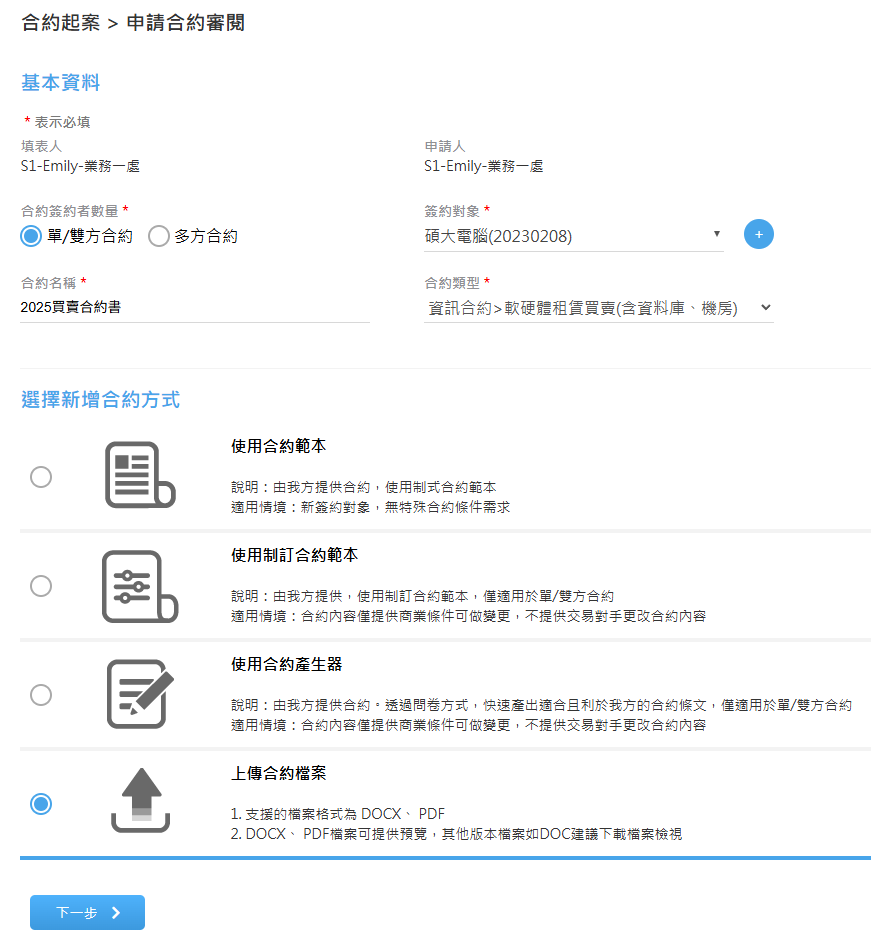 合約起案 > 申請合約審閱
基本資料
* 表示必填
填表人
S1-Emily-業務一處
申請人
S1-Emily-業務一處
合約簽約者數量 *
單/雙方合約 多方合約
簽約對象 *
碩大電腦(20230208)
+
合約名稱 *
2025買賣合約書
合約類型 *
資訊合約>軟硬體租賃買賣(含資料庫、機房)
選擇新增合約方式
使用合約範本
說明：由我方提供合約，使用制式合約範本
適用情境：新簽約對象，無特殊合約條件需求
使用制訂合約範本
說明：由我方提供，使用制訂合約範本，僅適用於單/雙方合約
適用情境：合約內容僅提供商業條件可做變更，不提供交易對手更改合約內容
使用合約產生器
說明：由我方提供合約。透過問卷方式，快速產出適合且利於我方的合約條文，僅適用於單/雙方合約
適用情境：合約內容僅提供商業條件可做變更，不提供交易對手更改合約內容
上傳合約檔案
1. 支援的檔案格式為 DOCX、 PDF
2. DOCX、 PDF檔案可提供預覽，其他版本檔案如DOC建議下載檔案檢視
下一步